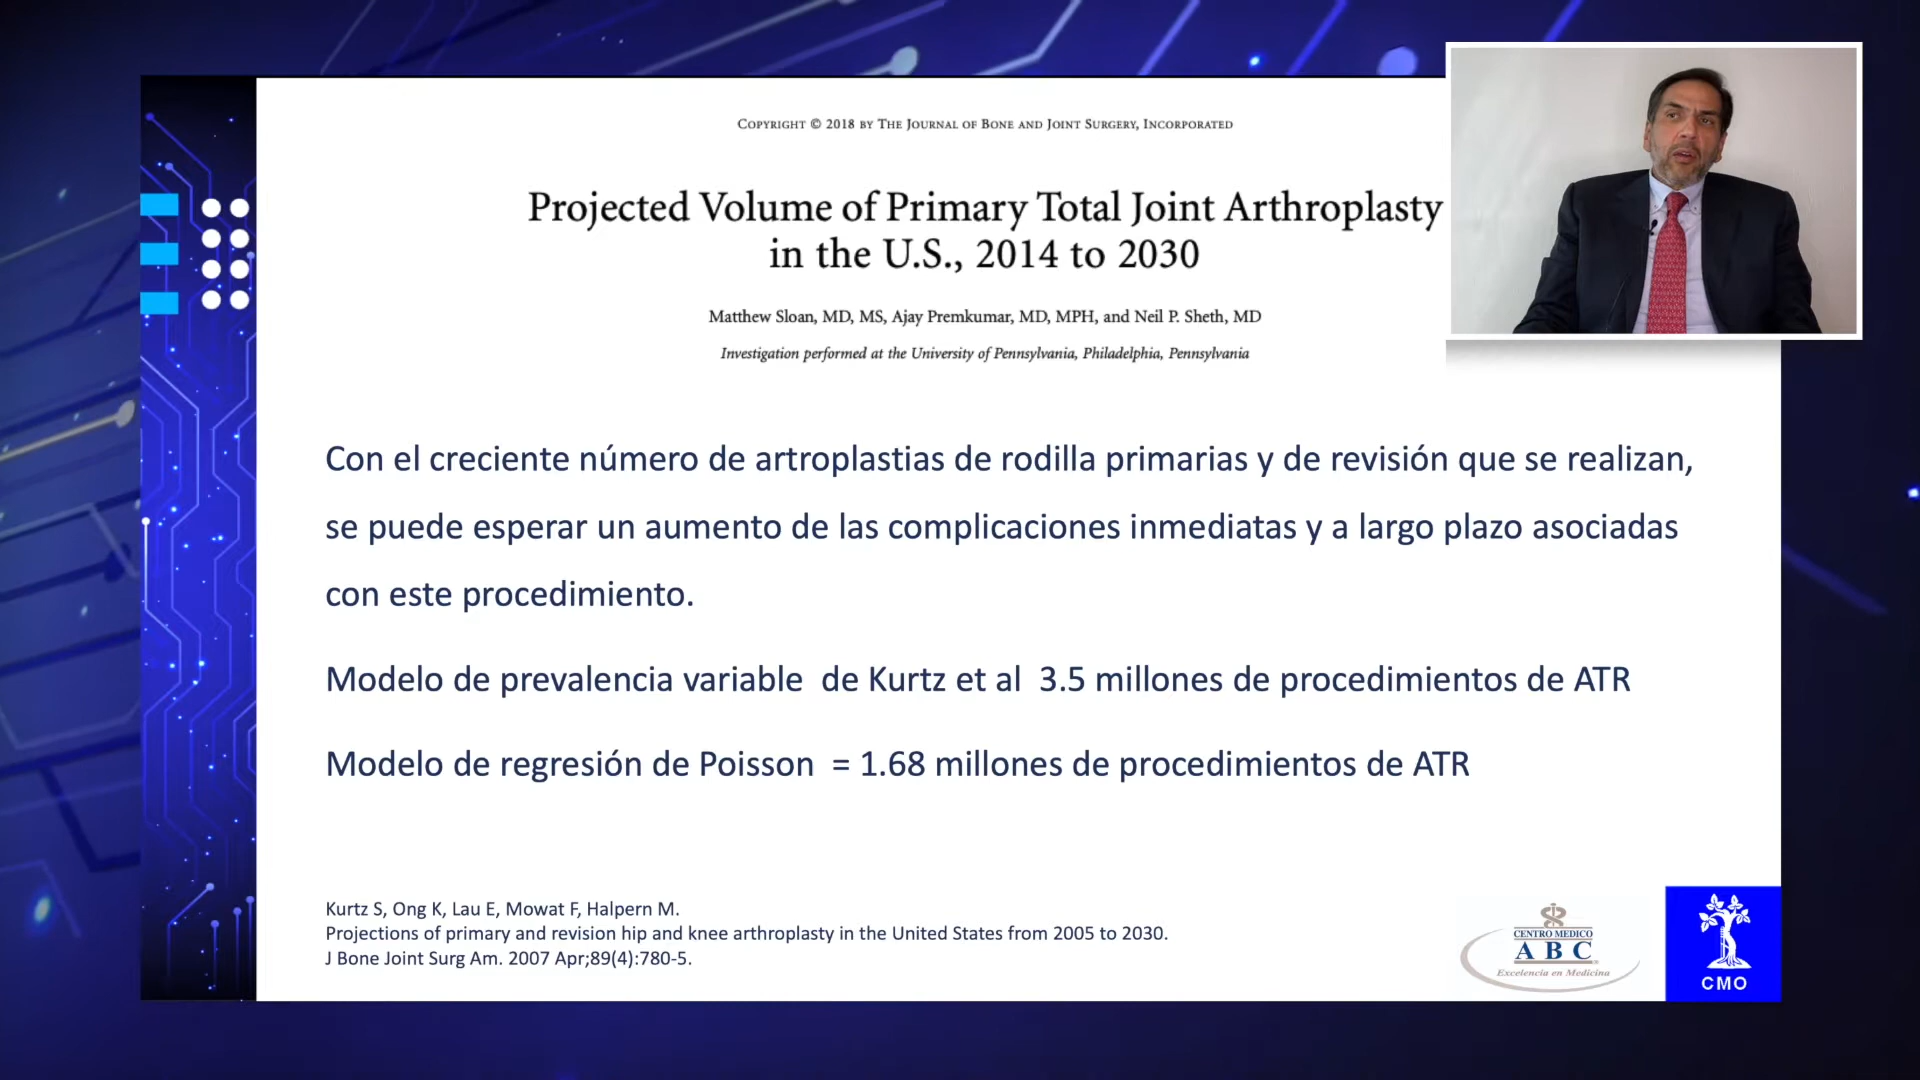 COPYRIGHT © 2018 BY THE JOURNAL OF BONE AND JOINT SURGERY, INCORPORATED
Projected Volume of Primary Total Joint Arthroplasty
in the U.S., 2014 to 2030
Matthew Sloan, MD, MS, Ajay Premkumar, MD, MPH, and Neil P. Sheth, MD
Investigation performed at the University of Pennsylvania, Philadelphia, Pennsylvania
Con el creciente número de artroplastias de rodilla primarias y de revisión que se realizan,
se puede esperar un aumento de las complicaciones inmediatas y a largo plazo asociadas
con este procedimiento.
Modelo de prevalencia variable de Kurtz et al 3.5 millones de procedimientos de ATR
Modelo de regresión de Poisson = 1.68 millones de procedimientos de ATR
Kurtz S, Ong K, Lau E, Mowat F, Halpern M.
Projections of primary and revision hip and knee arthroplasty in the United States from 2005 to 2030.
J Bone Joint Surg Am. 2007 Apr;89(4):780-5.
CENTRO MEDICO
ABC
Excelencia en Medicina
CMO